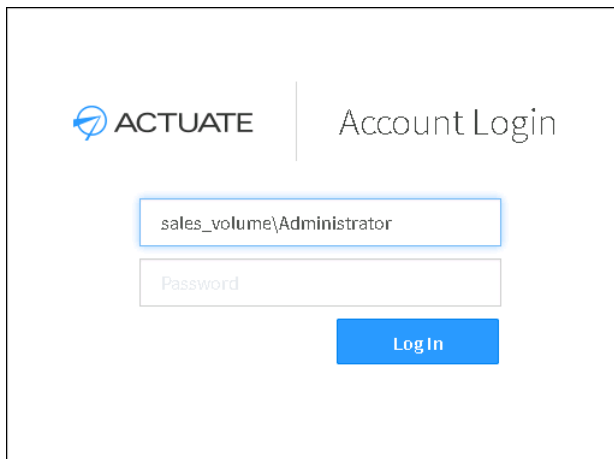 ACTUATE
Account Login
sales_volume\Administrator
Password
Log In